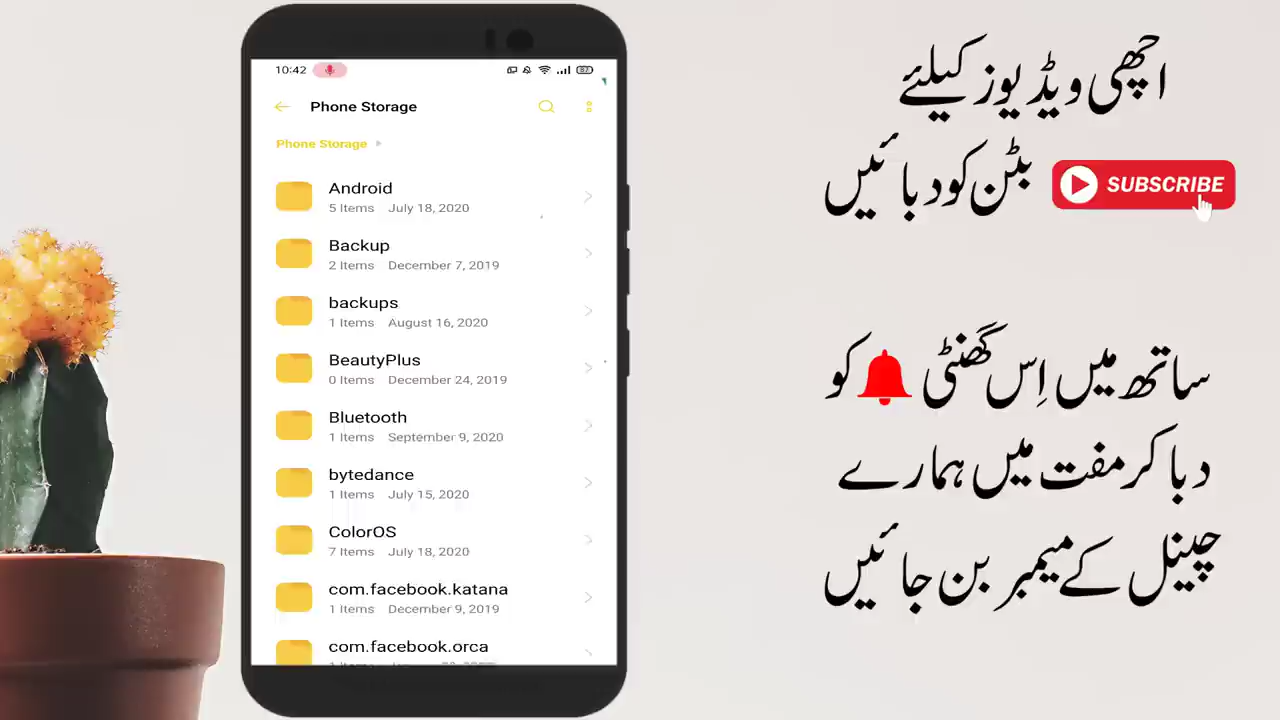 10:42
87
Phone Storage
Phone Storage
Android
5 Items July 18, 2020
Backup
2 Items December 7, 2019
backups
1 Items August 16, 2020
BeautyPlus
0 Items December 24, 2019
Bluetooth
1 Items September 9, 2020
bytedance
1 Items July 15, 2020
ColorOS
7 Items July 18, 2020
com.facebook.katana
1 Items December 9, 2019
com.facebook.orca
1 Items
اچھی ویڈیوز کیلئے
SUBSCRIBE بٹن کو دبائیں
ساتھ میں اِس گھنٹی کو
دبا کر مفت میں ہمارے
چینل کے میمبر بن جائیں